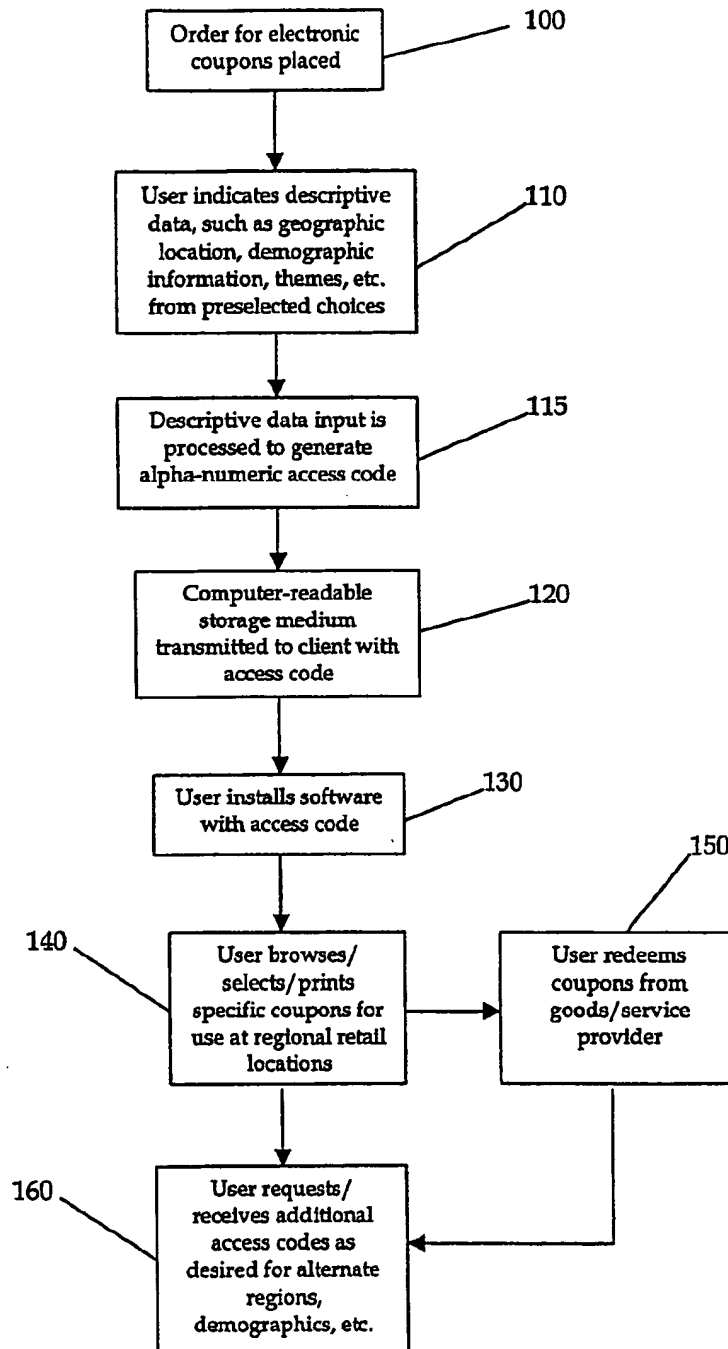 Order for electronic
coupons placed
100
User indicates descriptive
data, such as geographic
location, demographic
information, themes, etc.
from preselected choices
110
Descriptive data input is
processed to generate
alpha-numeric access code
115
Computer-readable
storage medium
transmitted to client with
access code
120
User installs software
with access code
130
140
User browses/
selects/prints
specific coupons for
use at regional retail
locations
150
User redeems
coupons from
goods/service
provider
160
User requests/
receives additional
access codes as
desired for alternate
regions,
demographics, etc.